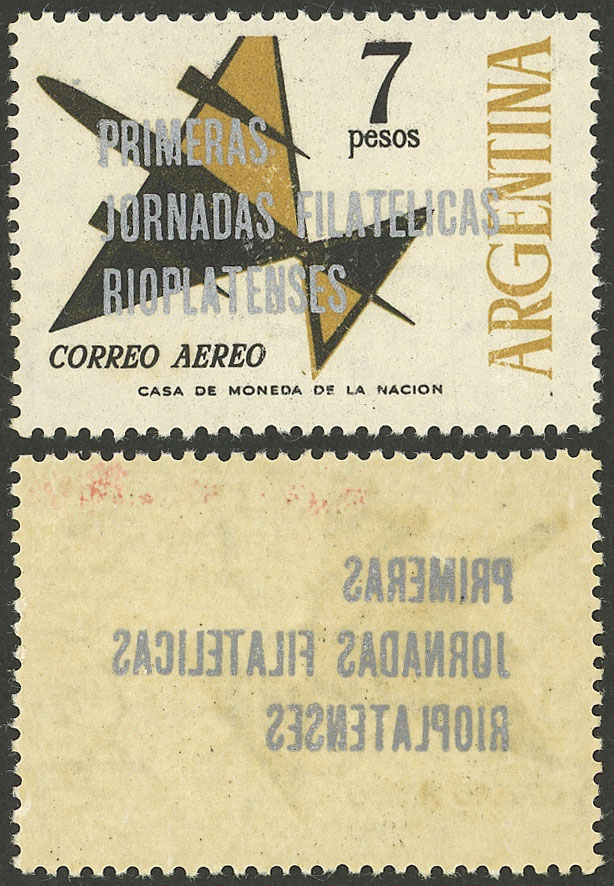 7
pesos
ARGENTINA
PRIMERAS
JORNADAS FILATELICAS
RIOPLATENSES
CORREO AEREO
CASA DE MONEDA DE LA NACION
PRIMERAS
JORNADAS FILATELICAS
RIOPLATENSES